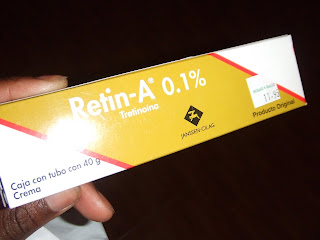 Retin-A® 0.1%
Tretinoína
JANSSEN-CILAG
Producto Original
Caja con tubo con 40 g
Crema